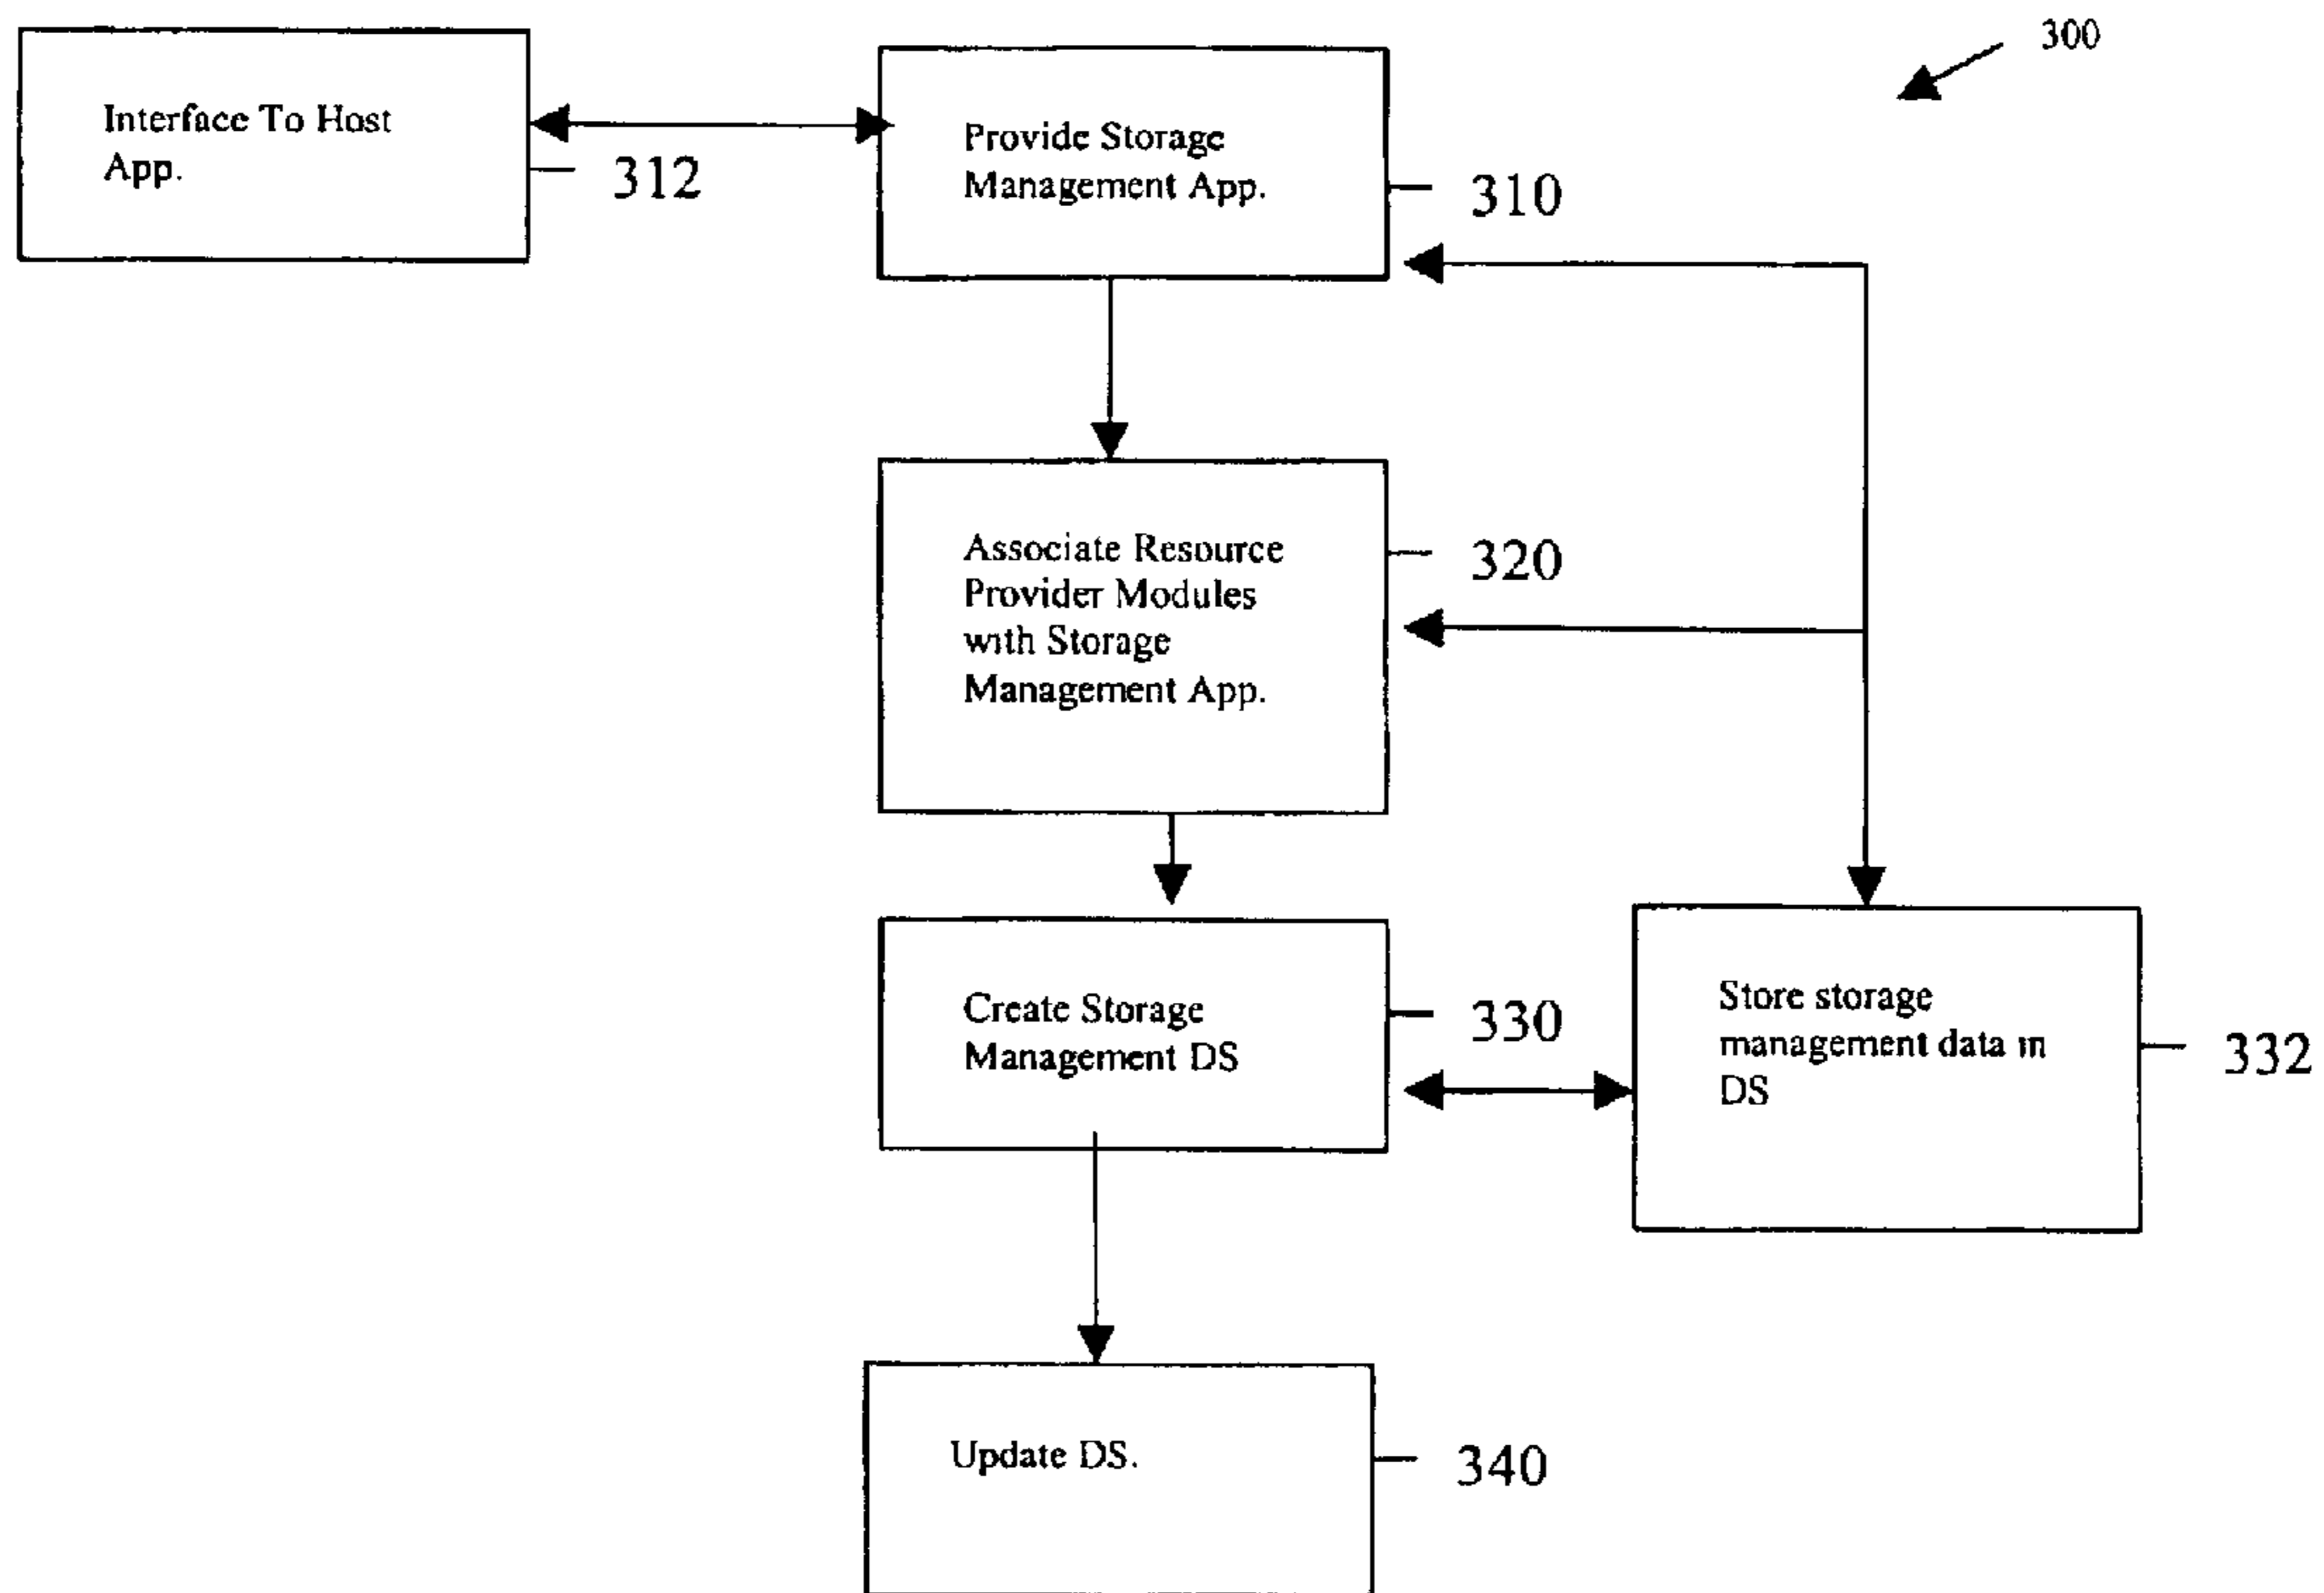 300
Interface To Host
App.
312
Provide Storage
Management App.
310
Associate Resource
Provider Modules
with Storage
Management App.
320
Create Storage
Management DS
330
Store storage
management data in
DS
332
Update DS.
340